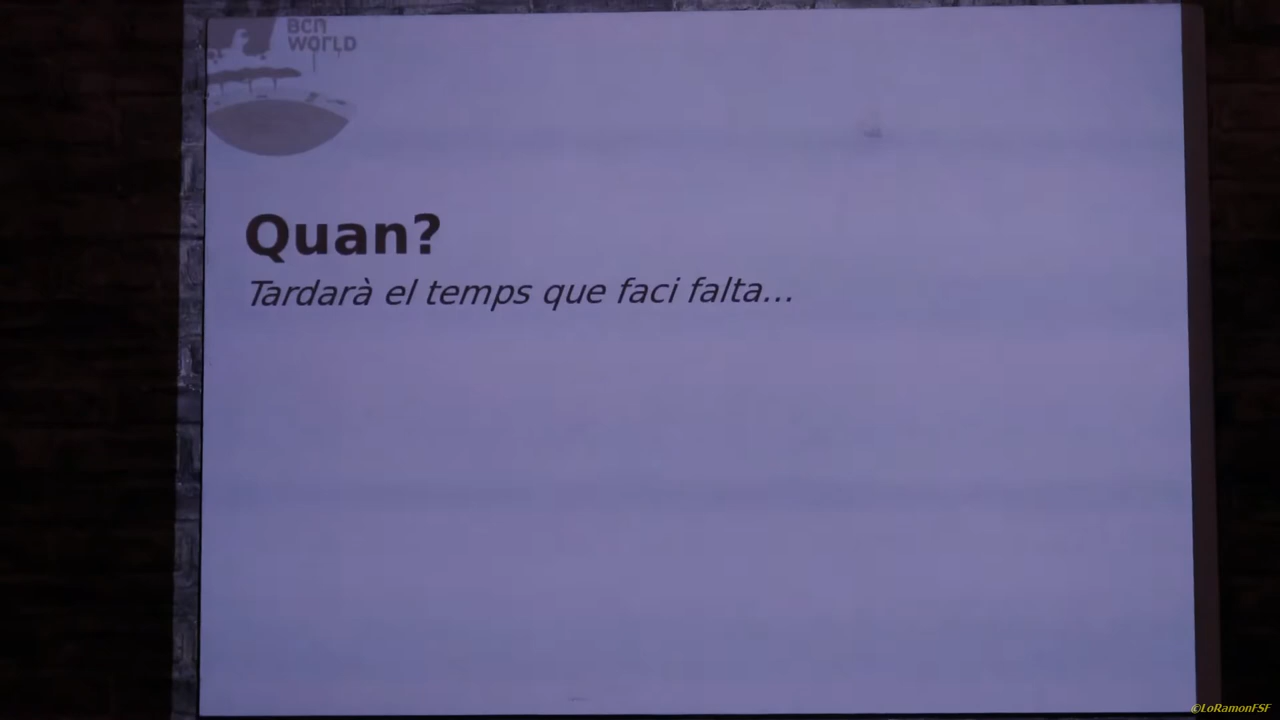 BCN
WORLD
Quan?
Tardarà el temps que faci falta...
©LoRamonFSF